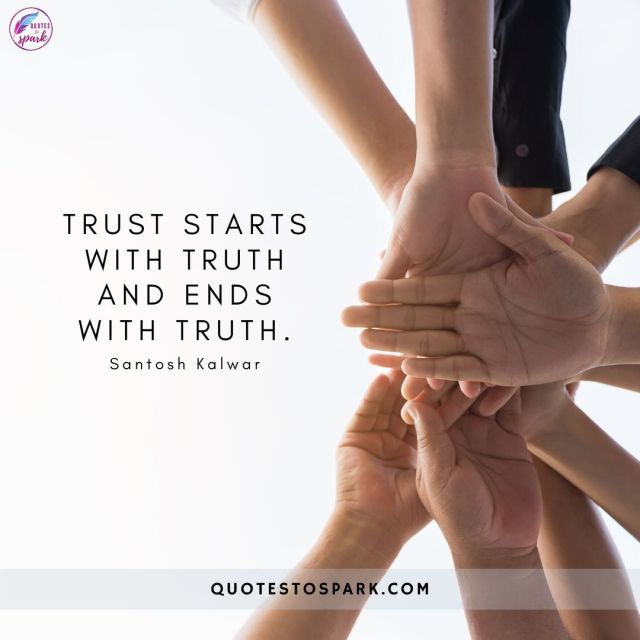 QUOTES
to
spark
TRUST STARTS
WITH TRUTH
AND ENDS
WITH TRUTH.
Santosh Kalwar
QUOTESTOSPARK.COM